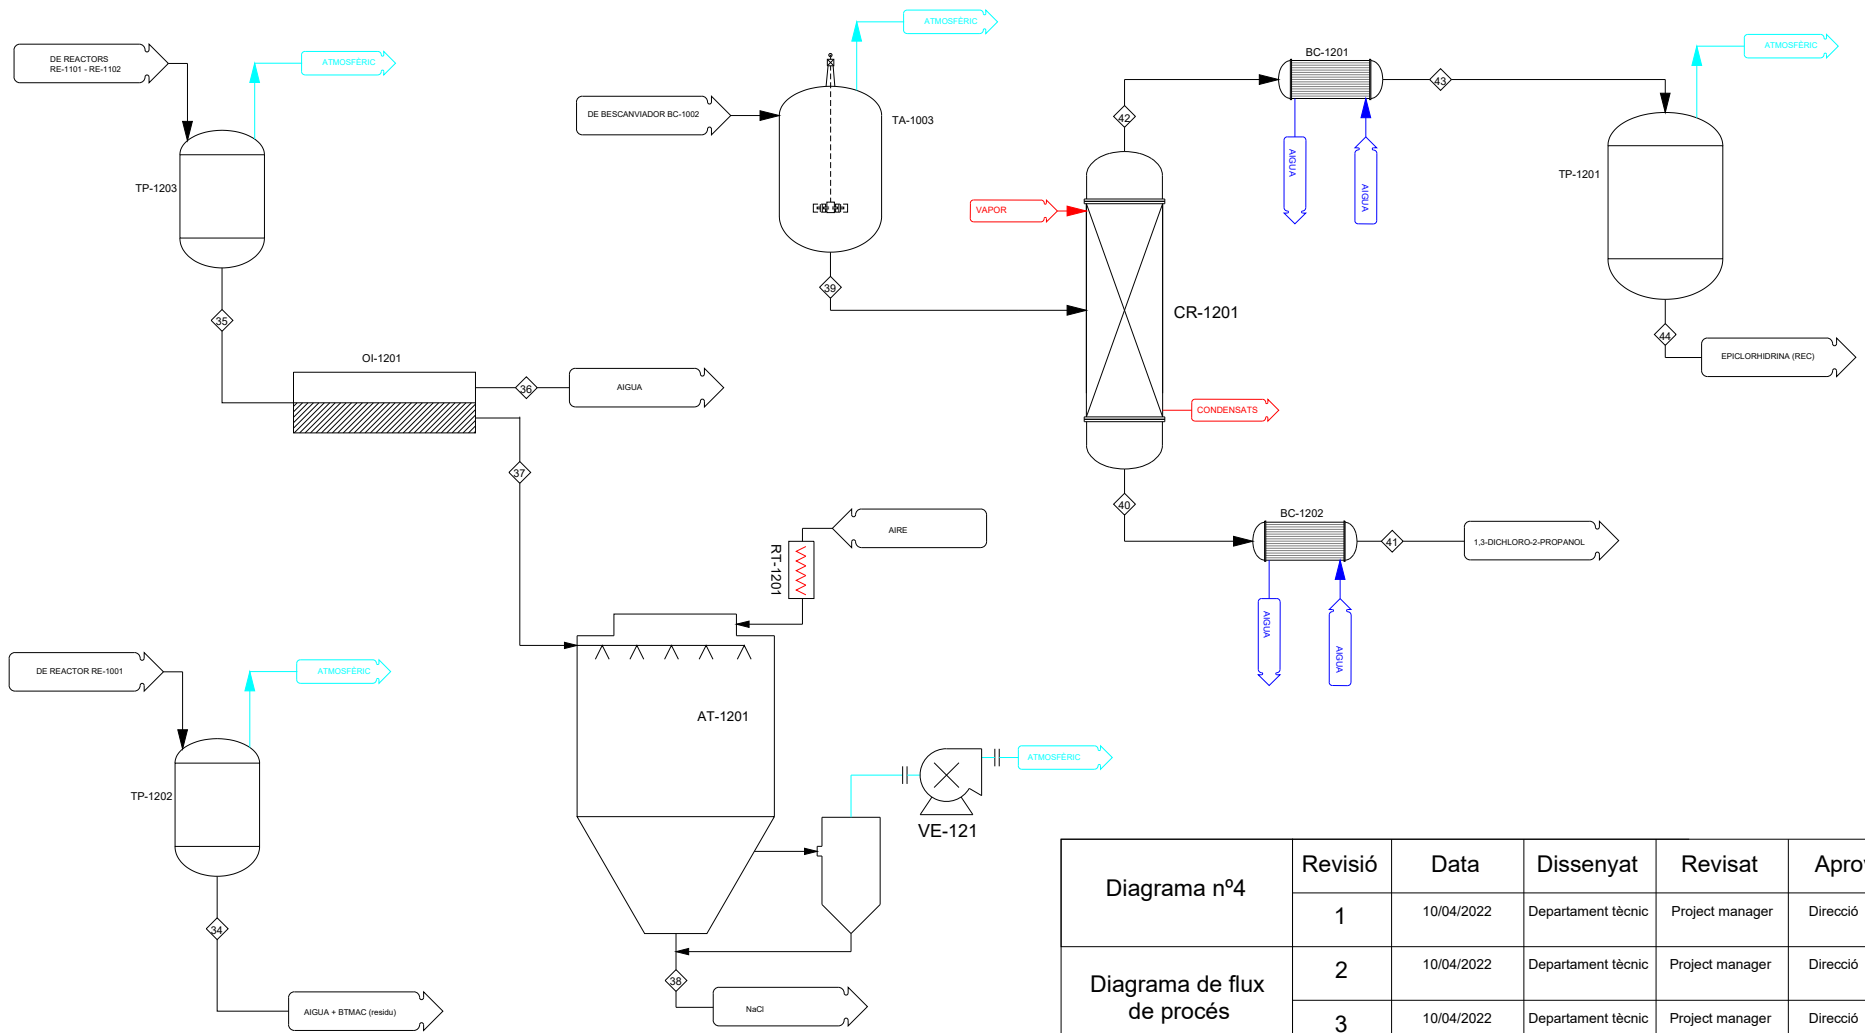 DE REACTORS
RE-1101 - RE-1102
ATMOSFÈRIC
TP-1203
35
OI-1201
36
AIGUA
37
DE BESCANVIADOR BC-1002
ATMOSFÈRIC
TA-1003
39
VAPOR
CR-1201
CONDENSATS
42
BC-1201
AIGUA
AIGUA
43
ATMOSFÈRIC
TP-1201
44
EPICLORHIDRINA (REC)
40
BC-1202
AIGUA
AIGUA
41
1,3-DICHLORO-2-PROPANOL
AIRE
RT-1201
AT-1201
ATMOSFÈRIC
VE-121
38
NaCl
DE REACTOR RE-1001
ATMOSFÈRIC
TP-1202
34
AIGUA + BTMAC (residu)
Diagrama nº4
Revisió
Data
Dissenyat
Revisat
Aprov
1
10/04/2022
Departament tècnic
Project manager
Direcció
Diagrama de flux
de procés
2
10/04/2022
Departament tècnic
Project manager
Direcció
3
10/04/2022
Departament tècnic
Project manager
Direcció